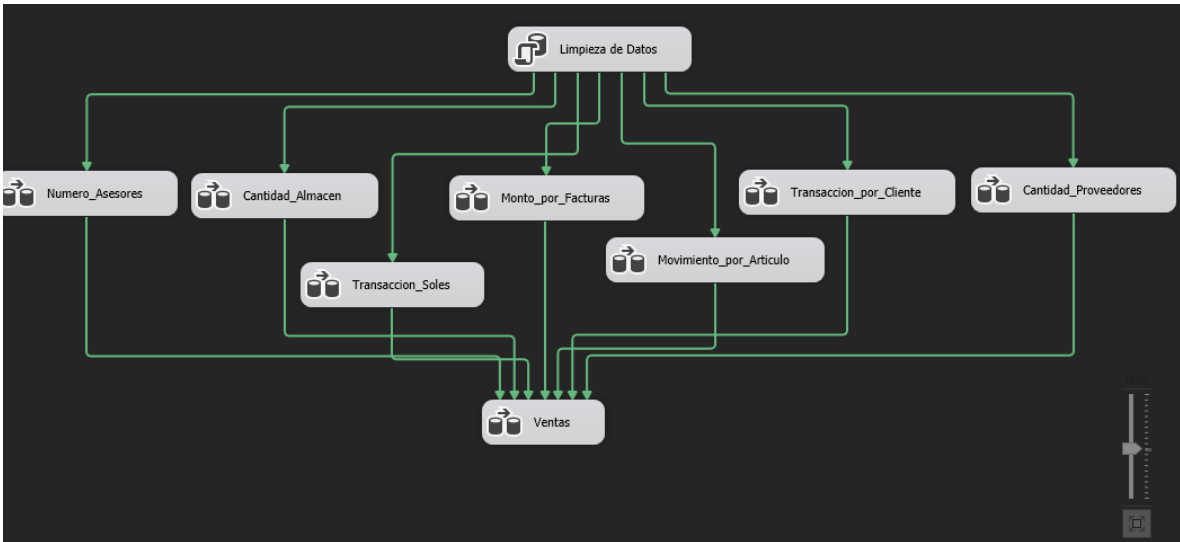 Limpieza de Datos
Numero_Asesores
Cantidad_Almacen
Monto_por_Facturas
Transaccion_por_Cliente
Cantidad_Proveedores
Transaccion_Soles
Movimiento_por_Articulo
Ventas